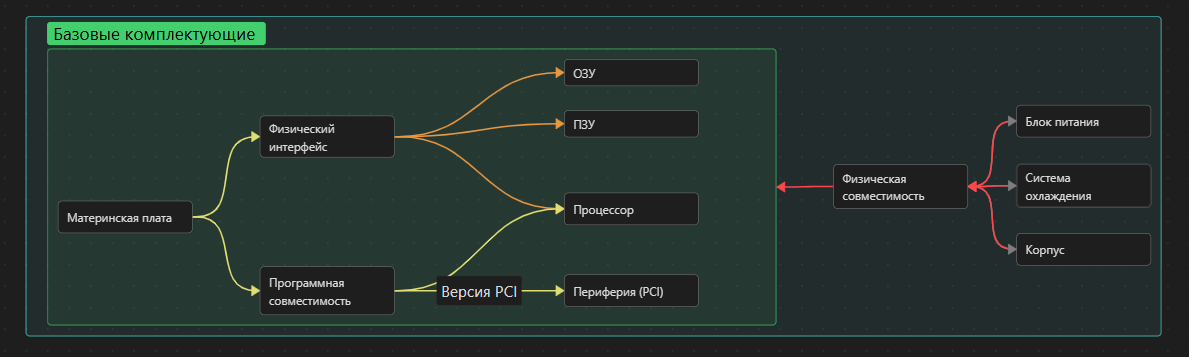 Базовые комплектующие
ОЗУ
ПЗУ
Физический
интерфейс
Блок питания
Физическая
совместимость
Система
охлаждения
Материнская плата
Процессор
Корпус
Программная
совместимость
Версия PCI
Периферия (PCI)